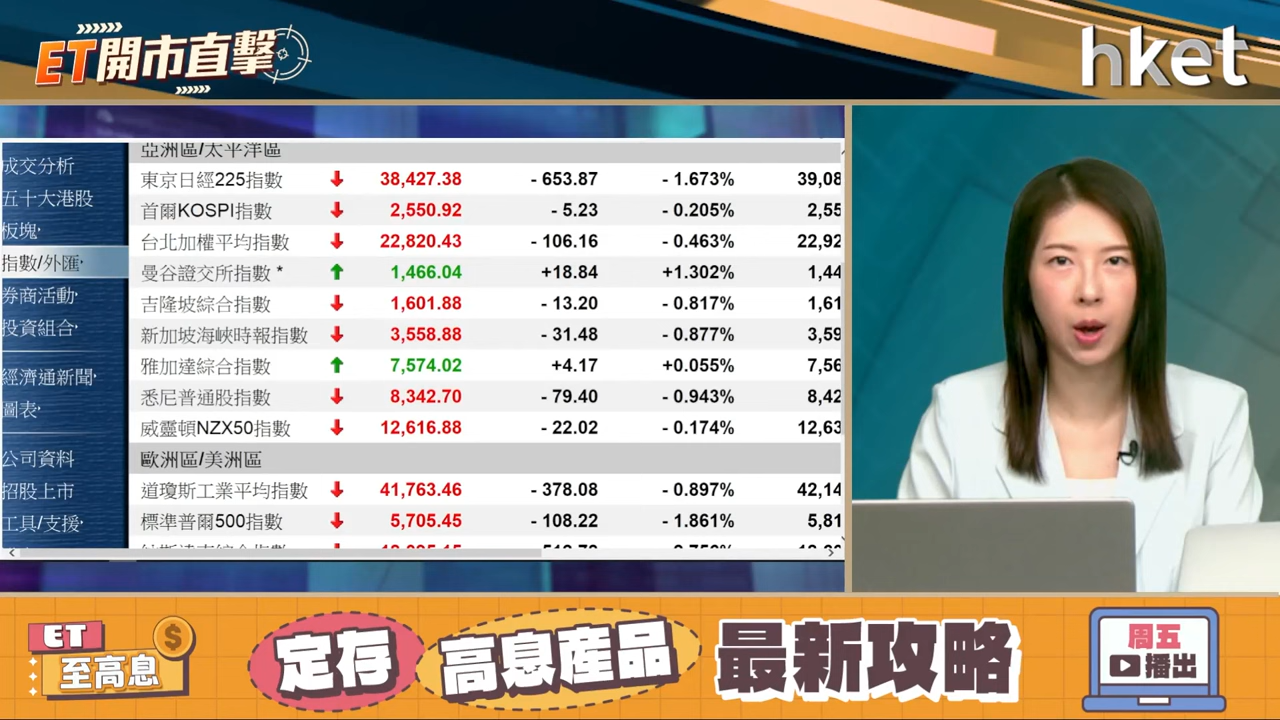 ET開市直擊
hket
成交分析
五十大港股
板塊
指數/外匯
券商活動
投資組合
經濟通新聞
圖表
公司資料
招股上市
工具/支援
亞洲區/太平洋區
東京日經225指數 38,427.38 - 653.87 - 1.673% 39,08
首爾KOSPI指數 2,550.92 - 5.23 - 0.205% 2,55
台北加權平均指數 22,820.43 - 106.16 - 0.463% 22,92
曼谷證交所指數 * 1,466.04 +18.84 +1.302% 1,44
吉隆坡綜合指數 1,601.88 - 13.20 - 0.817% 1,61
新加坡海峽時報指數 3,558.88 - 31.48 - 0.877% 3,59
雅加達綜合指數 7,574.02 +4.17 +0.055% 7,56
悉尼普通股指數 8,342.70 - 79.40 - 0.943% 8,42
威靈頓NZX50指數 12,616.88 - 22.02 - 0.174% 12,63
歐洲區/美洲區
道瓊斯工業平均指數 41,763.46 - 378.08 - 0.897% 42,14
標準普爾500指數 5,705.45 - 108.22 - 1.861% 5,81
ET
至高息
定存
高息產品
最新攻略
周五
播出